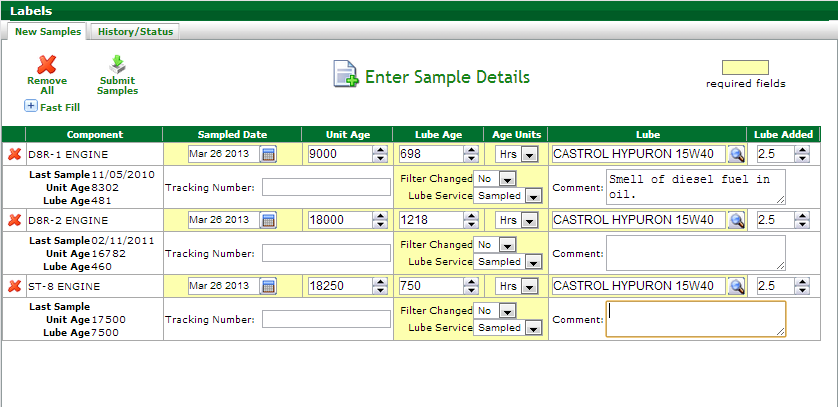 Labels
New Samples History/Status
Remove All
Submit Samples
Fast Fill
Enter Sample Details
required fields
Component Sampled Date Unit Age Lube Age Age Units Lube Lube Added
D8R-1 ENGINE Mar 26 2013 9000 698 Hrs CASTROL HYPURON 15W40 2.5
Last Sample 11/05/2010
Unit Age 8302
Lube Age 481
Tracking Number:
Filter Changed No
Lube Service Sampled
Comment: Smell of diesel fuel in
oil.
D8R-2 ENGINE Mar 26 2013 18000 1218 Hrs CASTROL HYPURON 15W40 2.5
Last Sample 02/11/2011
Unit Age 16782
Lube Age 460
Tracking Number:
Filter Changed No
Lube Service Sampled
Comment:
ST-8 ENGINE Mar 26 2013 18250 750 Hrs CASTROL HYPURON 15W40 2.5
Last Sample
Unit Age 17500
Lube Age 7500
Tracking Number:
Filter Changed No
Lube Service Sampled
Comment: